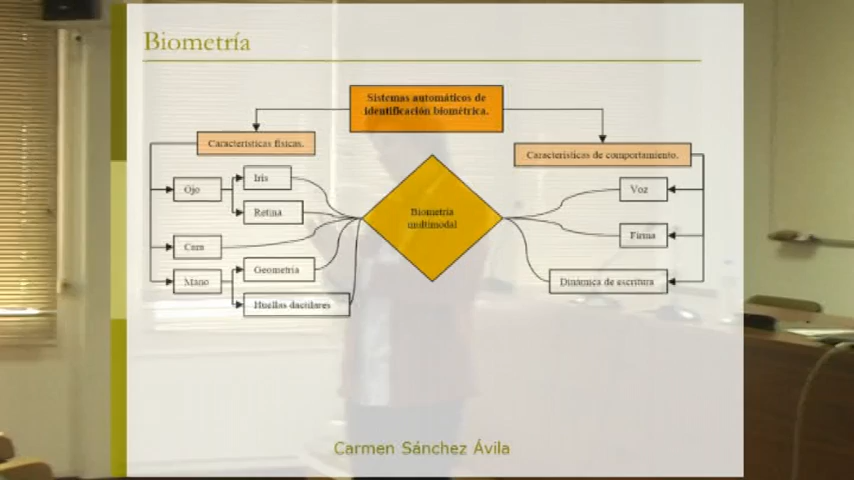 Biometría
Sistemas automáticos de
identificación biométrica.
Características físicas.
Características de comportamiento.
Ojo
Iris
Retina
Cara
Mano
Geometría
Huellas dactilares
Biometría
multimodal
Voz
Firma
Dinámica de escritura
Carmen Sánchez Ávila